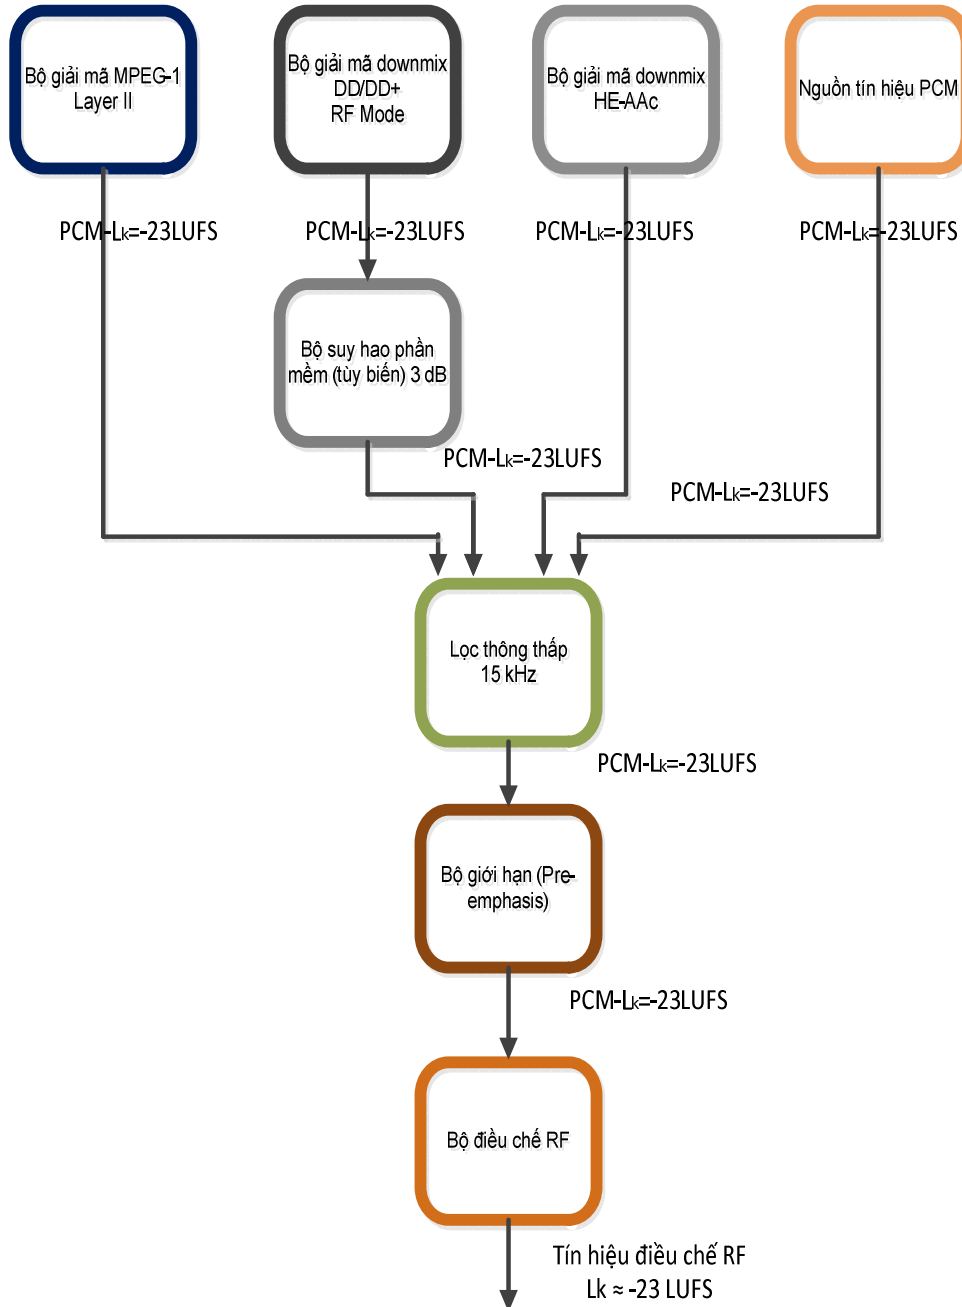 Bộ giải mã MPEG-1
Layer II
Bộ giải mã downmix
DD/DD+
RF Mode
Bộ giải mã downmix
HE-AAc
Nguồn tín hiệu PCM
PCM-Lk=-23LUFS
PCM-Lk=-23LUFS
PCM-Lk=-23LUFS
PCM-Lk=-23LUFS
Bộ suy hao phần
mềm (tùy biến) 3 dB
PCM-Lk=-23LUFS
PCM-Lk=-23LUFS
Lọc thông thấp
15 kHz
PCM-Lk=-23LUFS
Bộ giới hạn (Pre-
emphasis)
PCM-Lk=-23LUFS
Bộ điều chế RF
Tín hiệu điều chế RF
Lk ≈ -23 LUFS